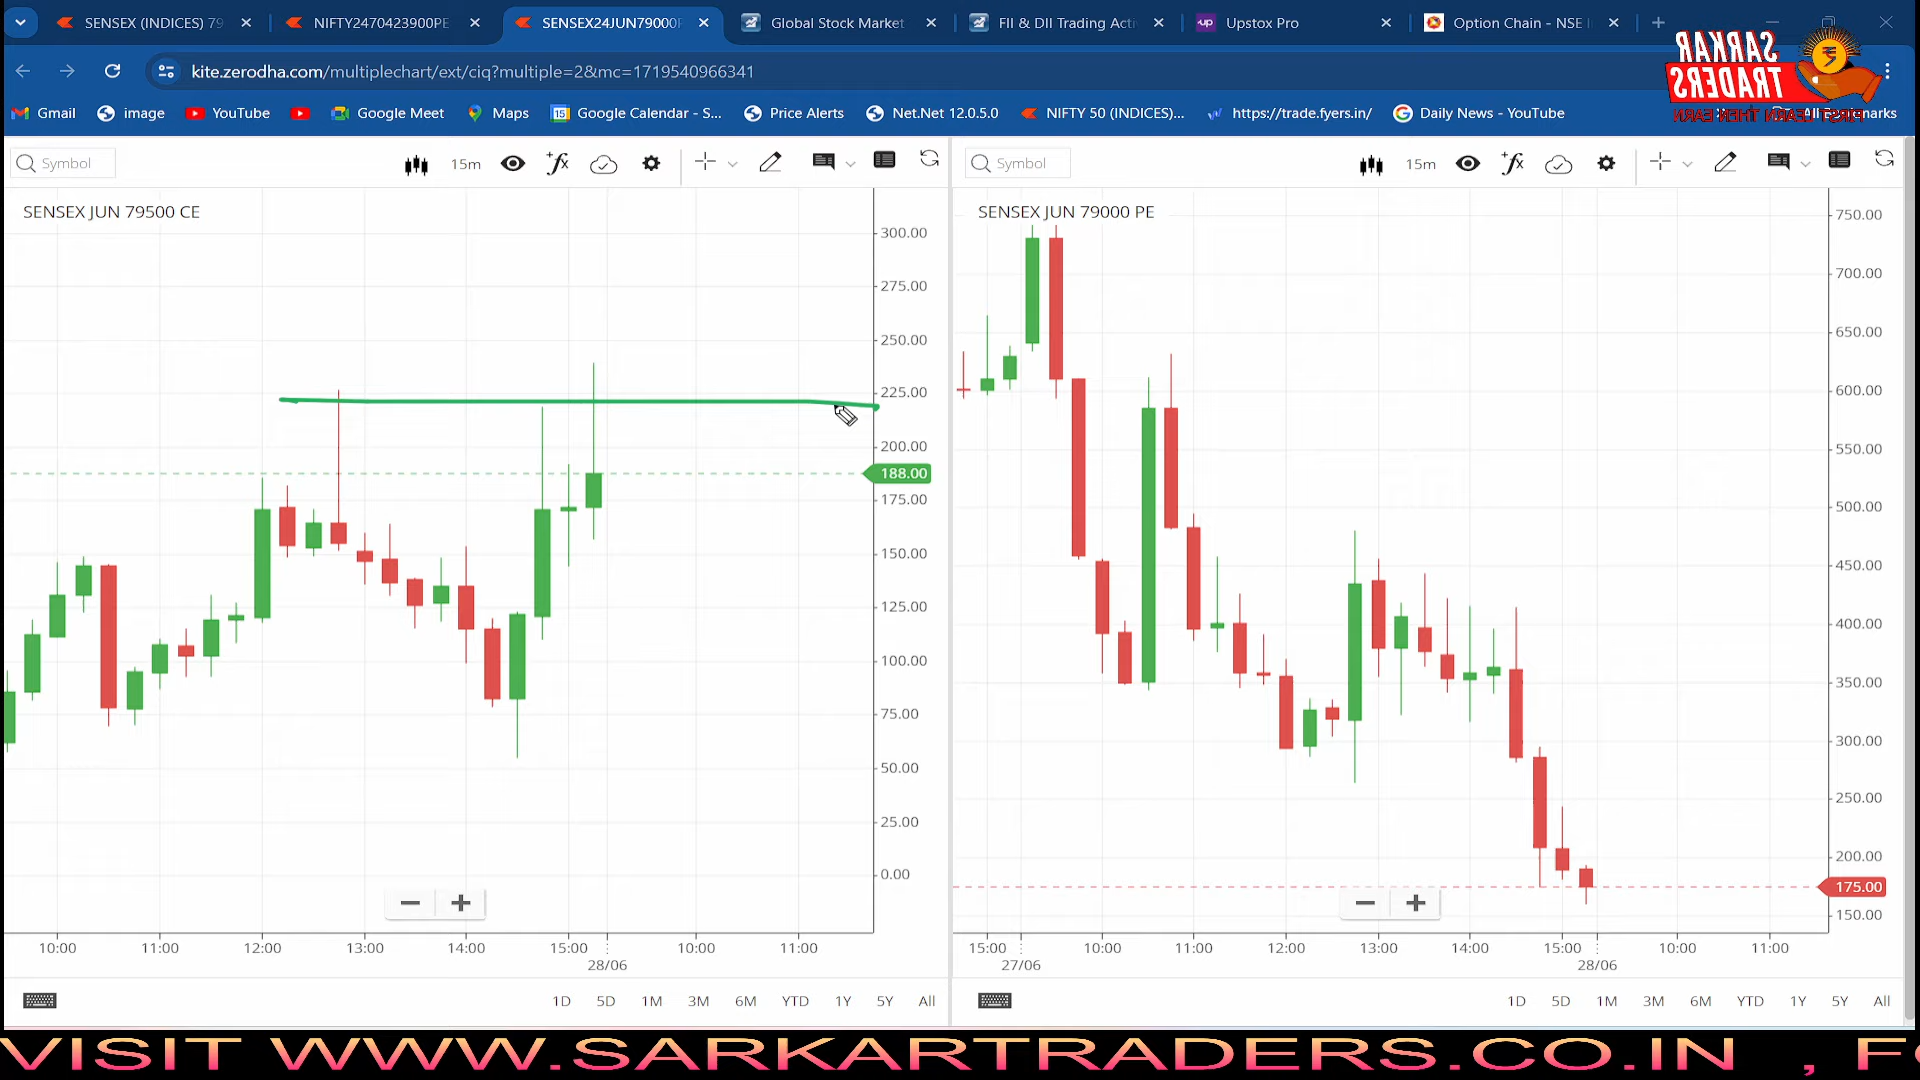 SENSEX (INDICES) 79
NIFTY2470423900PE
SENSEX24JUN79000P
Global Stock Market
FII & DII Trading Acti
Upstox Pro
Option Chain - NSE I
kite.zerodha.com/multiplechart/ext/ciq?multiple=2&mc=1719540966341
SARKAR
TRADERS
FIRST LEARN THEN EARN
Gmail
image
YouTube
Google Meet
Maps
15
Google Calendar - S...
Price Alerts
Net.Net 12.0.5.0
NIFTY 50 (INDICES)...
https://trade.fyers.in/
Daily News - YouTube
All Bookmarks
Symbol
15m
SENSEX JUN 79500 CE
300.00
275.00
250.00
225.00
200.00
188.00
175.00
150.00
125.00
100.00
75.00
50.00
25.00
0.00
10:00 11:00 12:00 13:00 14:00 15:00 10:00 11:00
28/06
1D 5D 1M 3M 6M YTD 1Y 5Y All
Symbol
15m
SENSEX JUN 79000 PE
750.00
700.00
650.00
600.00
550.00
500.00
450.00
400.00
350.00
300.00
250.00
200.00
175.00
150.00
15:00 10:00 11:00 12:00 13:00 14:00 15:00 10:00 11:00
27/06 28/06
1D 5D 1M 3M 6M YTD 1Y 5Y All
VISIT WWW.SARKARTRADERS.CO.IN , F